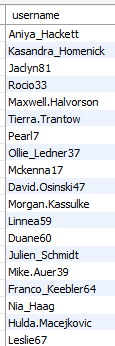 username
Aniya_Hackett
Kasandra_Homenick
Jaclyn81
Rocio33
Maxwell.Halvorson
Tierra.Trantow
Pearl7
Ollie_Ledner37
Mckenna17
David.Osinski47
Morgan.Kassulke
Linnea59
Duane60
Julien_Schmidt
Mike.Auer39
Franco_Keebler64
Nia_Haag
Hulda.Macejkovic
Leslie67